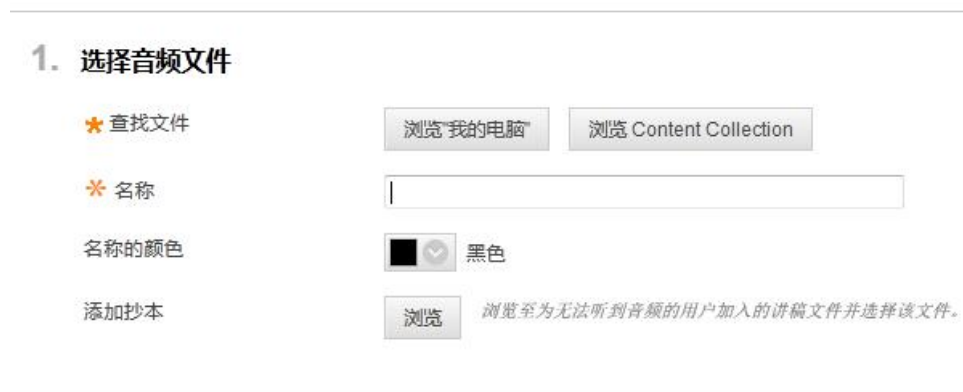 1. 选择音频文件
查找文件 浏览"我的电脑" 浏览 Content Collection
名称
名称的颜色 黑色
添加抄本 浏览 浏览至为无法听到音频的用户加入的讲稿文件并选择该文件。